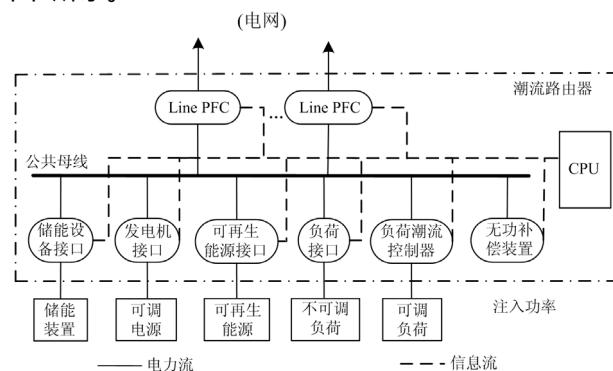 (电网)
潮流路由器
Line PFC
...
Line PFC
公共母线
CPU
储能设
备接口
发电机
接口
可再生
能源接口
负荷
接口
负荷潮流
控制器
无功补
偿装置
储能
装置
可调
电源
可再生
能源
不可调
负荷
可调
负荷
注入功率
电力流
信息流